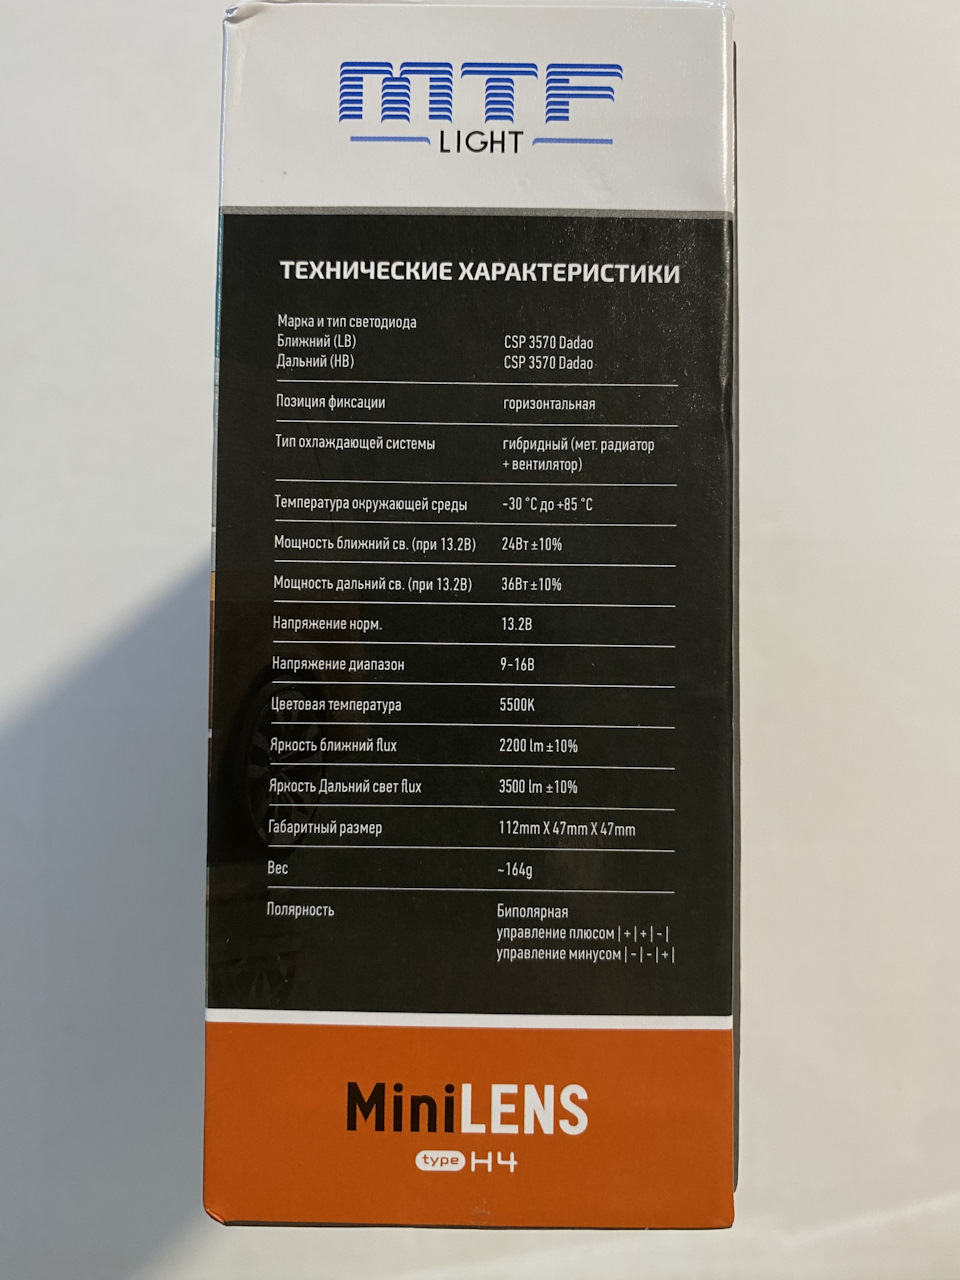 MTF
LIGHT
ТЕХНИЧЕСКИЕ ХАРАКТЕРИСТИКИ
Марка и тип светодиода
Ближний (LB) CSP 3570 Dadao
Дальний (HB) CSP 3570 Dadao
Позиция фиксации горизонтальная
Тип охлаждающей системы гибридный (мет. радиатор
+ вентилятор)
Температура окружающей среды -30 °C до +85 °C
Мощность ближний св. (при 13.2В) 24Вт ±10%
Мощность дальний св. (при 13.2В) 36Вт ±10%
Напряжение норм. 13.2В
Напряжение диапазон 9-16В
Цветовая температура 5500K
Яркость ближний flux 2200 lm ±10%
Яркость Дальний свет flux 3500 lm ±10%
Габаритный размер 112mm X 47mm X 47mm
Вес ~164g
Полярность Биполярная
управление плюсом |+|+|-|
управление минусом |-|-|+|
MiniLENS
type H4